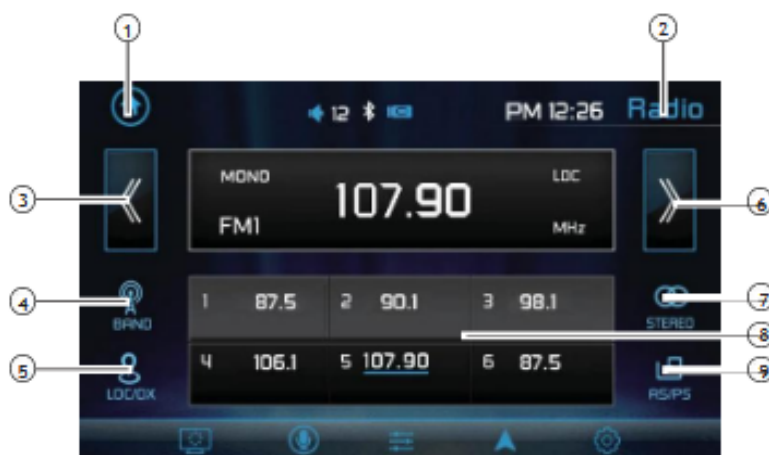 1 2
12 PM 12:26 Radio
MONO LOC
3 107.90 6
FM1 MHz
4 BAND 1 87.5 2 90.1 3 98.1 STEREO 7
8
5 LOC/DX 4 106.1 5 107.90 6 87.5 AS/PS 9